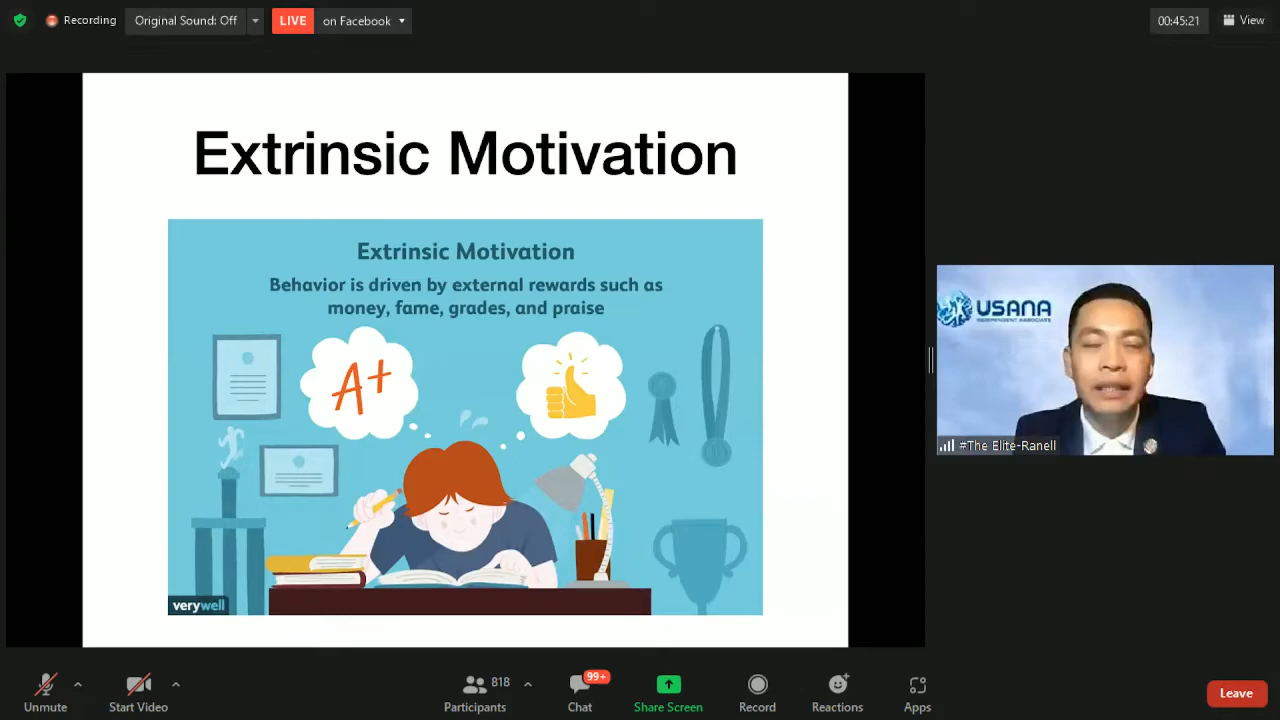 Recording
Original Sound: Off
LIVE
on Facebook
00:45:21
View
Extrinsic Motivation
Extrinsic Motivation
Behavior is driven by external rewards such as
money, fame, grades, and praise
A+
verywell
USANA
INDEPENDENT ASSOCIATE
#The Elite-Ranell
Unmute
Start Video
818
Participants
99+
Chat
Share Screen
Record
Reactions
Apps
Leave